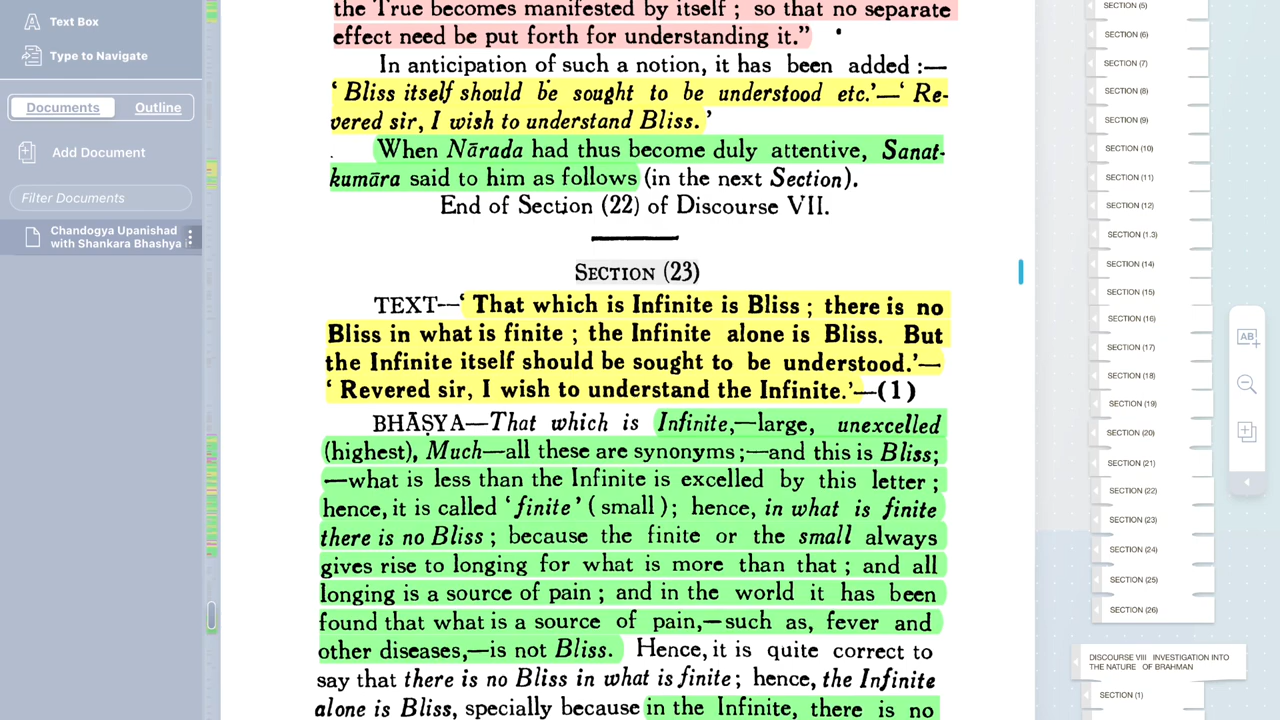 Text Box
Type to Navigate
Documents
Outline
Add Document
Filter Documents
Chandogya Upanishad
with Shankara Bhashya i
the True becomes manifested by itself ; so that no separate
effect need be put forth for understanding it.”
In anticipation of such a notion, it has been added :—
‘ Bliss itself should be sought to be understood etc.’—‘ Re-
vered sir, I wish to understand Bliss.’
When Nārada had thus become duly attentive, Sanat-
kumāra said to him as follows (in the next Section).
End of Section (22) of Discourse VII.
SECTION (23)
TEXT—‘ That which is Infinite is Bliss ; there is no
Bliss in what is finite ; the Infinite alone is Bliss. But
the Infinite itself should be sought to be understood.’—
‘ Revered sir, I wish to understand the Infinite.’—(1)
BHĀṢYA—That which is Infinite,—large, unexcelled
(highest), Much—all these are synonyms ;—and this is Bliss;
—what is less than the Infinite is excelled by this letter ;
hence, it is called ‘finite’ ( small ); hence, in what is finite
there is no Bliss ; because the finite or the small always
gives rise to longing for what is more than that ; and all
longing is a source of pain ; and in the world it has been
found that what is a source of pain,—such as, fever and
other diseases,—is not Bliss. Hence, it is quite correct to
say that there is no Bliss in what is finite ; hence, the Infinite
alone is Bliss, specially because in the Infinite, there is no
SECTION (5)
SECTION (6)
SECTION (7)
SECTION (8)
SECTION (9)
SECTION (10)
SECTION (11)
SECTION (12)
SECTION (1.3)
SECTION (14)
SECTION (15)
SECTION (16)
SECTION (17)
SECTION (18)
SECTION (19)
SECTION (20)
SECTION (21)
SECTION (22)
SECTION (23)
SECTION (24)
SECTION (25)
SECTION (26)
DISCOURSE VIII INVESTIGATION INTO
THE NATURE OF BRAHMAN
SECTION (1)
AB